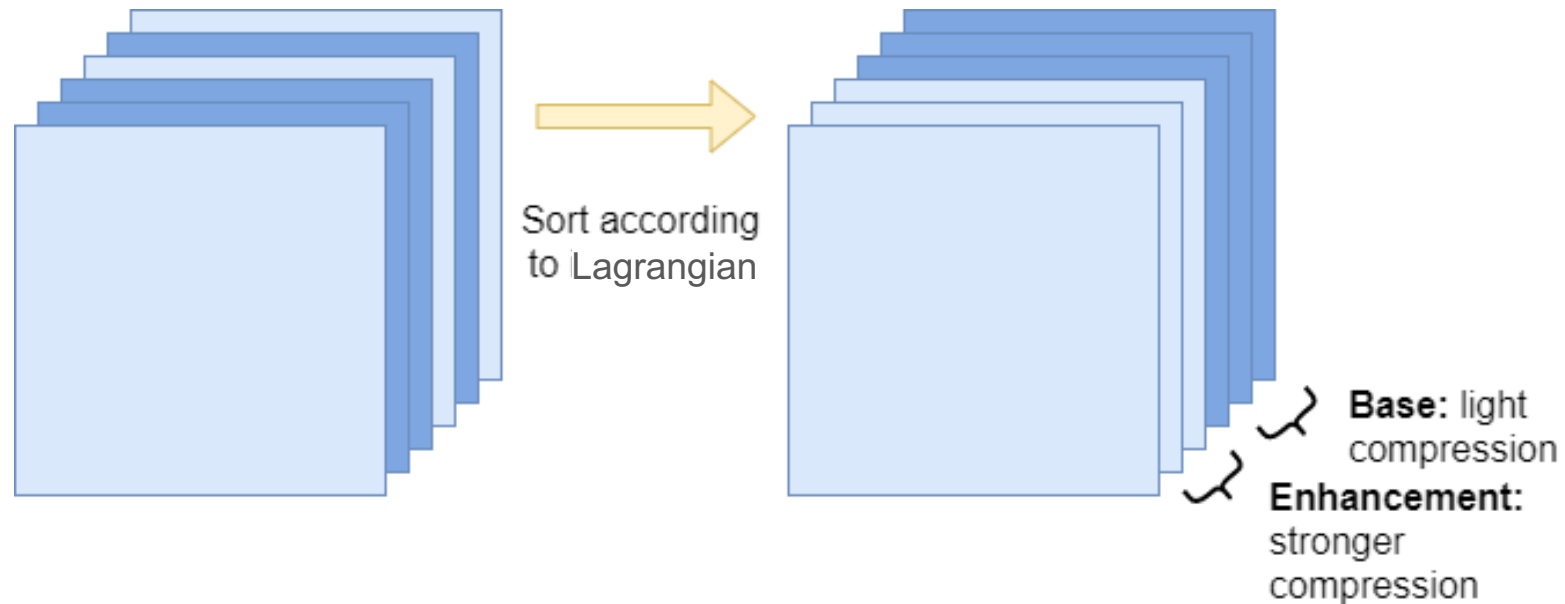 Sort according
to Lagrangian
Base: light
compression
Enhancement:
stronger
compression